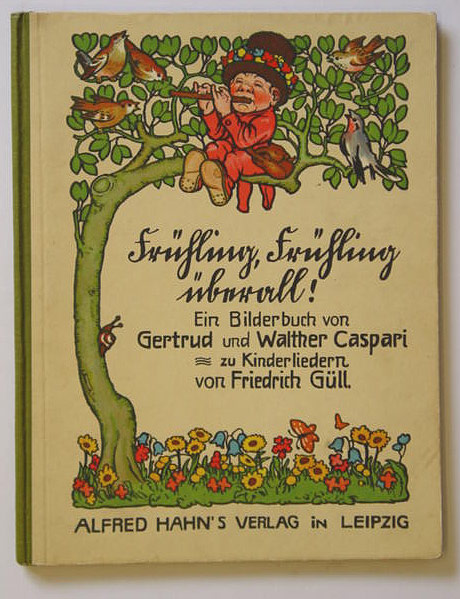 Frühling, Frühling
überall!
Ein Bilderbuch von
Gertrud und Walther Caspari
≈ zu Kinderliedern
von Friedrich Güll.
ALFRED HAHN'S VERLAG in LEIPZIG